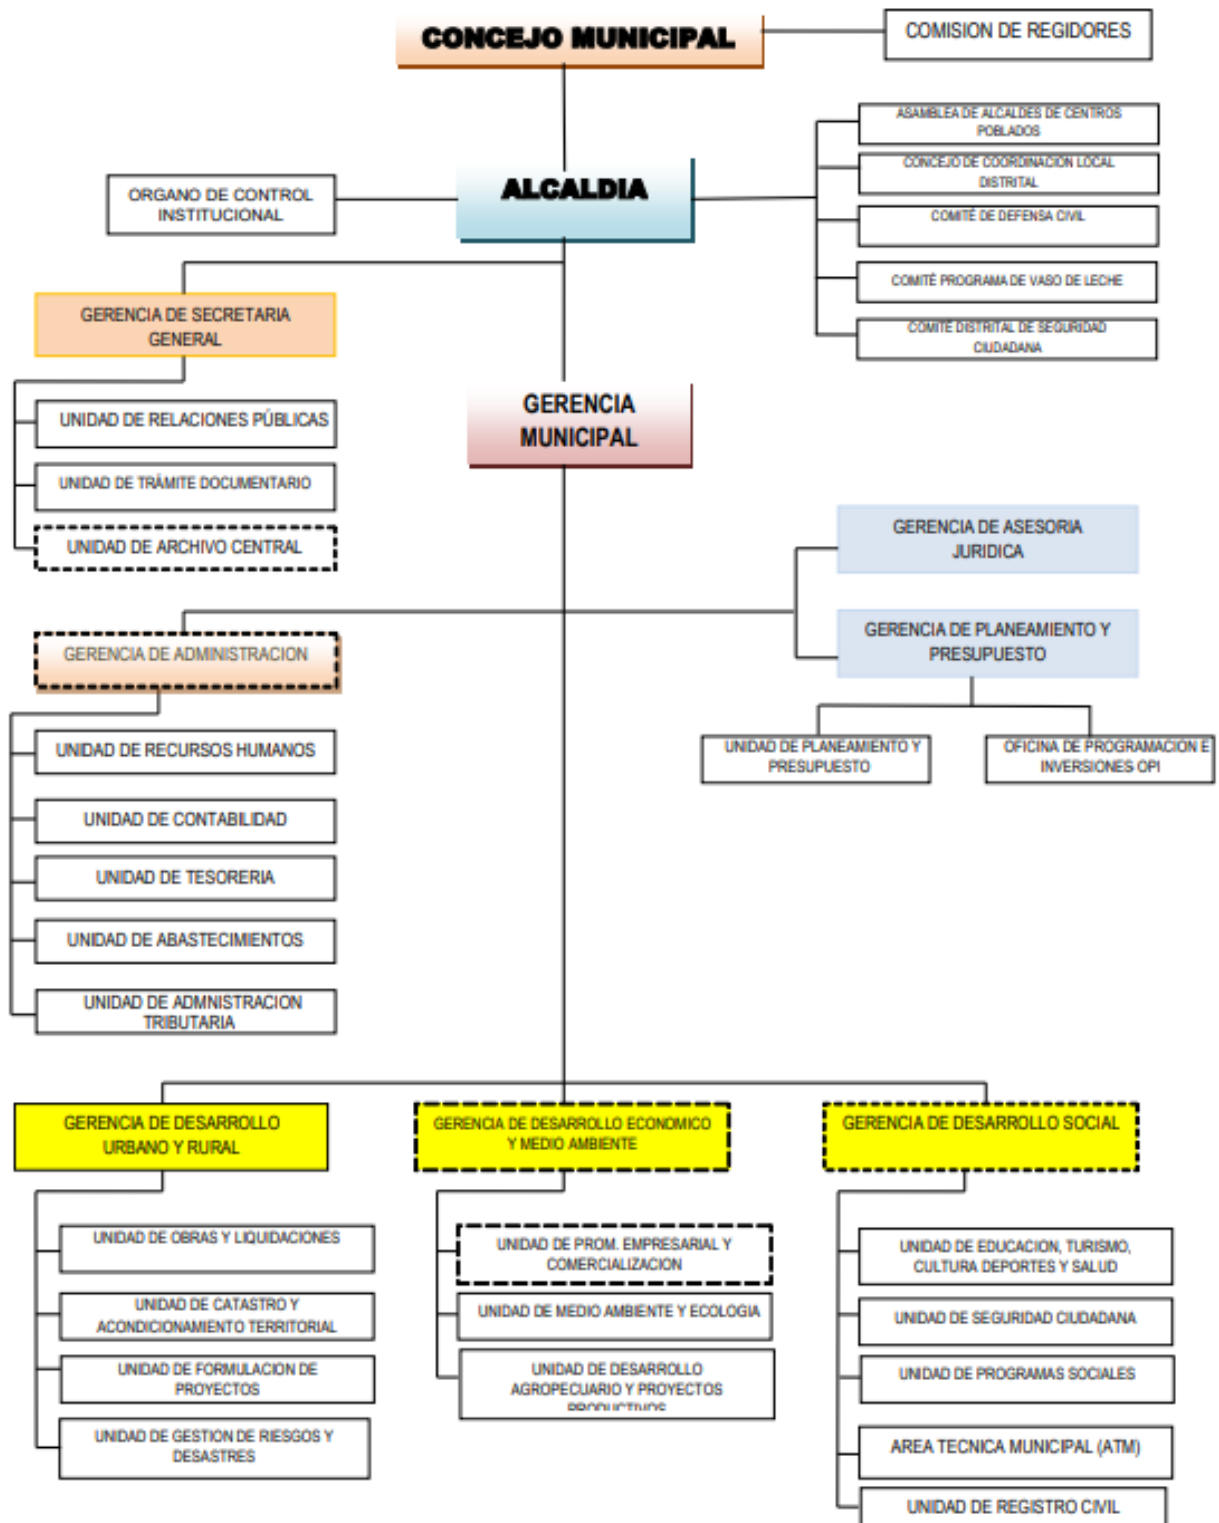 CONCEJO MUNICIPAL
COMISION DE REGIDORES
ASAMBLEA DE ALCALDES DE CENTROS
POBLADOS
CONCEJO DE COORDINACION LOCAL
DISTRITAL
COMITÉ DE DEFENSA CIVIL
COMITÉ PROGRAMA DE VASO DE LECHE
COMITÉ DISTRITAL DE SEGURIDAD
CIUDADANA
ALCALDIA
ORGANO DE CONTROL
INSTITUCIONAL
GERENCIA DE SECRETARIA
GENERAL
UNIDAD DE RELACIONES PÚBLICAS
UNIDAD DE TRÁMITE DOCUMENTARIO
UNIDAD DE ARCHIVO CENTRAL
GERENCIA
MUNICIPAL
GERENCIA DE ASESORIA
JURIDICA
GERENCIA DE PLANEAMIENTO Y
PRESUPUESTO
UNIDAD DE PLANEAMIENTO Y
PRESUPUESTO
OFICINA DE PROGRAMACION E
INVERSIONES OPI
GERENCIA DE ADMINISTRACION
UNIDAD DE RECURSOS HUMANOS
UNIDAD DE CONTABILIDAD
UNIDAD DE TESORERIA
UNIDAD DE ABASTECIMIENTOS
UNIDAD DE ADMNISTRACION
TRIBUTARIA
GERENCIA DE DESARROLLO
URBANO Y RURAL
UNIDAD DE OBRAS Y LIQUIDACIONES
UNIDAD DE CATASTRO Y
ACONDICIONAMIENTO TERRITORIAL
UNIDAD DE FORMULACION DE
PROYECTOS
UNIDAD DE GESTION DE RIESGOS Y
DESASTRES
GERENCIA DE DESARROLLO ECONOMICO
Y MEDIO AMBIENTE
UNIDAD DE PROM. EMPRESARIAL Y
COMERCIALIZACION
UNIDAD DE MEDIO AMBIENTE Y ECOLOGIA
UNIDAD DE DESARROLLO
AGROPECUARIO Y PROYECTOS
PRODUCTIVOS
GERENCIA DE DESARROLLO SOCIAL
UNIDAD DE EDUCACION, TURISMO,
CULTURA DEPORTES Y SALUD
UNIDAD DE SEGURIDAD CIUDADANA
UNIDAD DE PROGRAMAS SOCIALES
AREA TECNICA MUNICIPAL (ATM)
UNIDAD DE REGISTRO CIVIL